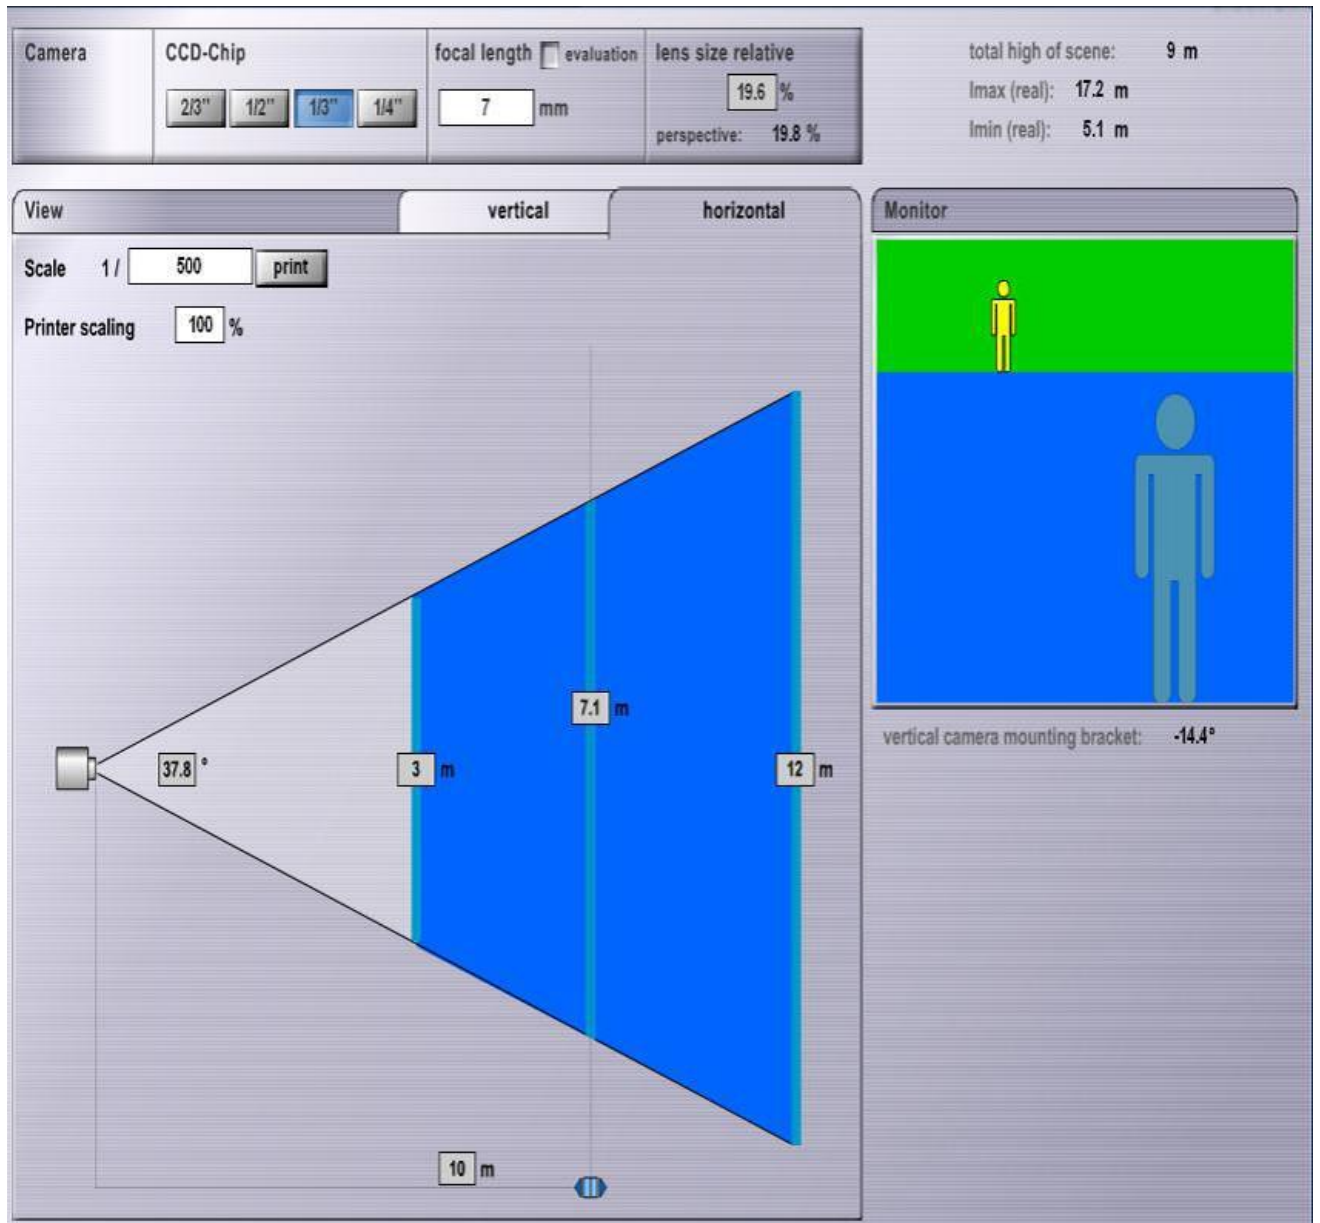 Camera
CCD-Chip
2/3" 1/2" 1/3" 1/4"
focal length evaluation
7 mm
lens size relative
19.6 %
perspective: 19.8 %
total high of scene: 9 m
lmax (real): 17.2 m
lmin (real): 5.1 m
View
vertical
horizontal
Scale 1 / 500 print
Printer scaling 100 %
7.1 m
37.8 °
3 m
12 m
10 m
Monitor
vertical camera mounting bracket: -14.4°